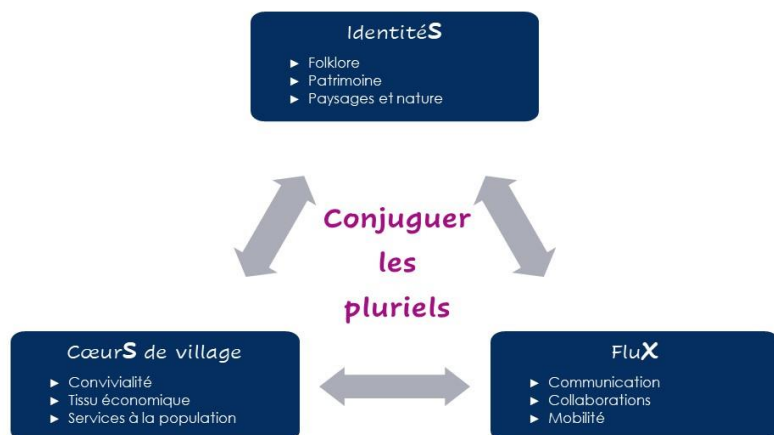 IdentitéS
► Folklore
► Patrimoine
► Paysages et nature
Conjuguer
les
pluriels
CœurS de village
► Convivialité
► Tissu économique
► Services à la population
FluX
► Communication
► Collaborations
► Mobilité